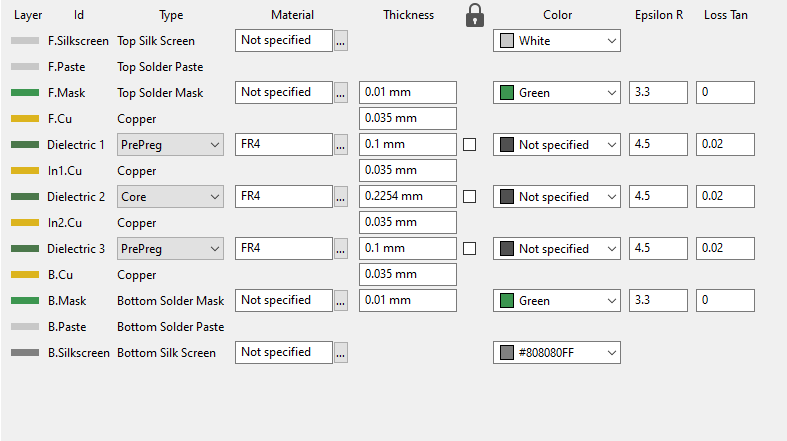 Layer Id Type Material Thickness Color Epsilon R Loss Tan
F.Silkscreen Top Silk Screen Not specified ... White
F.Paste Top Solder Paste
F.Mask Top Solder Mask Not specified ... 0.01 mm Green 3.3 0
F.Cu Copper 0.035 mm
Dielectric 1 PrePreg FR4 ... 0.1 mm Not specified 4.5 0.02
In1.Cu Copper 0.035 mm
Dielectric 2 Core FR4 ... 0.2254 mm Not specified 4.5 0.02
In2.Cu Copper 0.035 mm
Dielectric 3 PrePreg FR4 ... 0.1 mm Not specified 4.5 0.02
B.Cu Copper 0.035 mm
B.Mask Bottom Solder Mask Not specified ... 0.01 mm Green 3.3 0
B.Paste Bottom Solder Paste
B.Silkscreen Bottom Silk Screen Not specified ... #808080FF